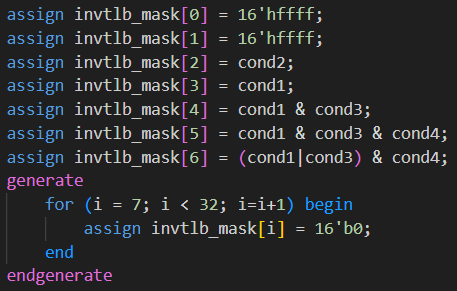 assign invtlb_mask[0] = 16'hffff;
assign invtlb_mask[1] = 16'hffff;
assign invtlb_mask[2] = cond2;
assign invtlb_mask[3] = cond1;
assign invtlb_mask[4] = cond1 & cond3;
assign invtlb_mask[5] = cond1 & cond3 & cond4;
assign invtlb_mask[6] = (cond1|cond3) & cond4;
generate
    for (i = 7; i < 32; i=i+1) begin
        assign invtlb_mask[i] = 16'b0;
    end
endgenerate